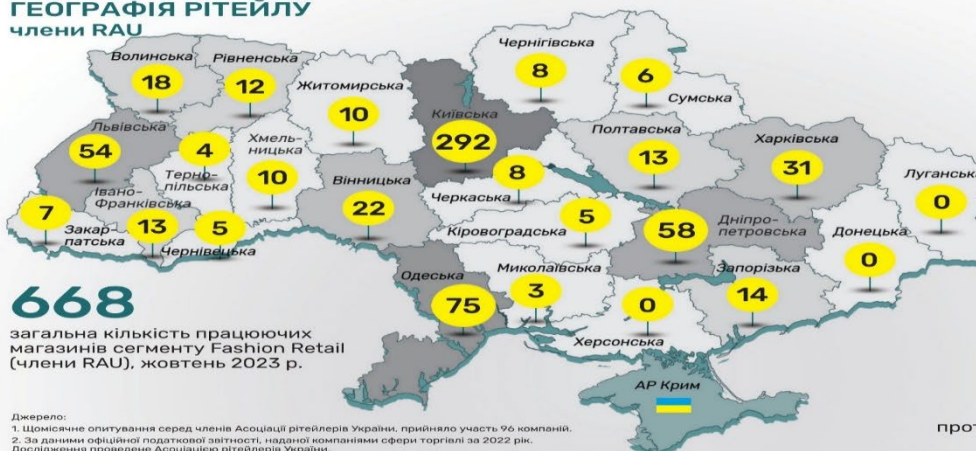 ГЕОГРАФІЯ РІТЕЙЛУ
члени RAU
Волинська
18
Рівненська
12
Житомирська
10
Київська
292
Чернігівська
8
6
Сумська
Львівська
54
4
Терно-
пільська
Хмель-
ницька
10
Вінницька
22
8
Черкаська
Полтавська
13
Харківська
31
Луганськ
0
7
Закар-
патська
Івано-
Франківська
13
5
Чернівецька
Кіровоградська
5
58
Дніпро-
петровська
Донецька
0
Одеська
75
Миколаївська
3
0
Херсонська
Запорізька
14
АР Крим
668
загальна кількість працюючих
магазинів сегменту Fashion Retail
(члени RAU), жовтень 2023 р.
Джерело:
1. Щомісячне опитування серед членів Асоціації рітейлерів України, прийняло участь 96 компаній.
2. За даними офіційної податкової звітності, наданої компаніями сфери торгівлі за 2022 рік.
Дослідження проведене Асоціацією рітейлерів України
прот